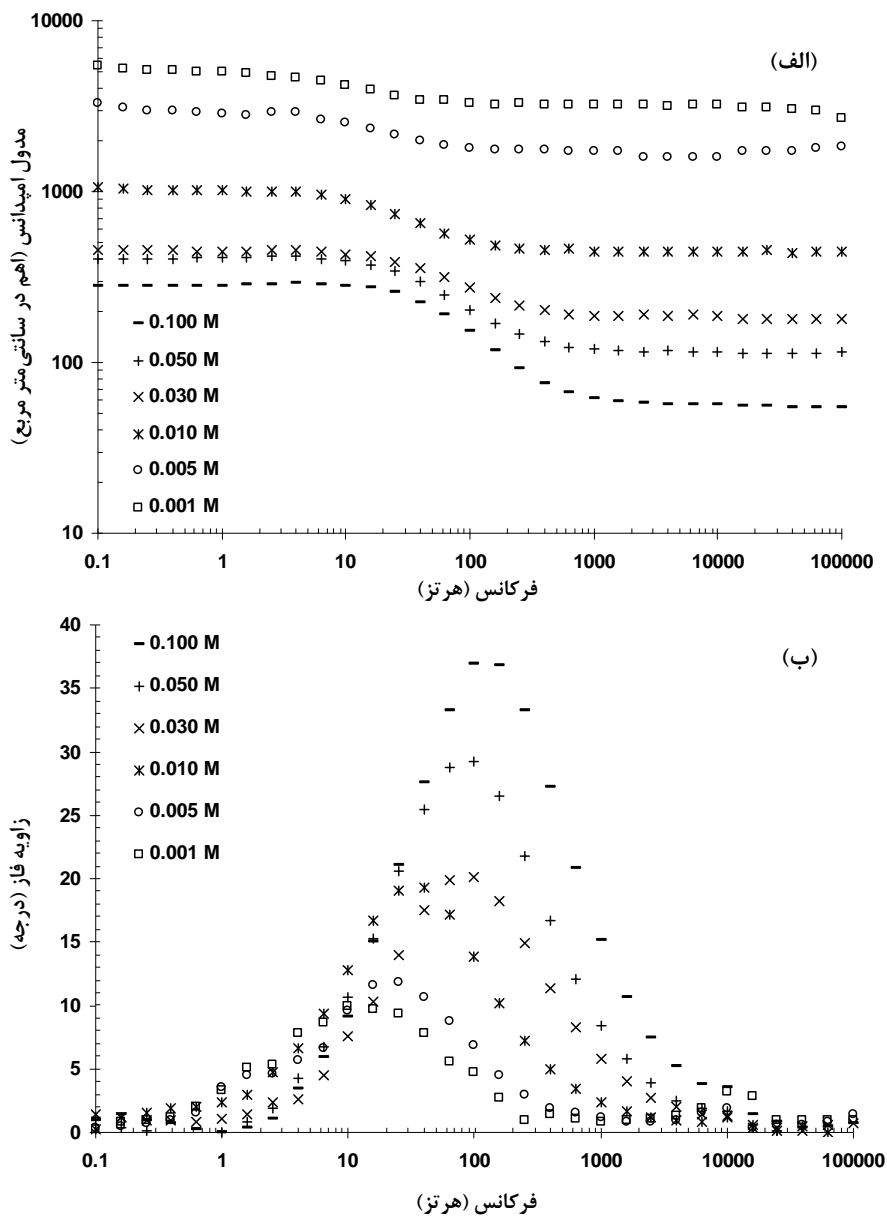 (الف)
مدول امپدانس (اهم در سانتی‌متر مربع)
10000
1000
100
10
0.100 M
0.050 M
0.030 M
0.010 M
0.005 M
0.001 M
0.1 1 10 100 1000 10000 100000
فرکانس (هرتز)
(ب)
زاویه فاز (درجه)
40
35
30
25
20
15
10
5
0
0.100 M
0.050 M
0.030 M
0.010 M
0.005 M
0.001 M
0.1 1 10 100 1000 10000 100000
فرکانس (هرتز)